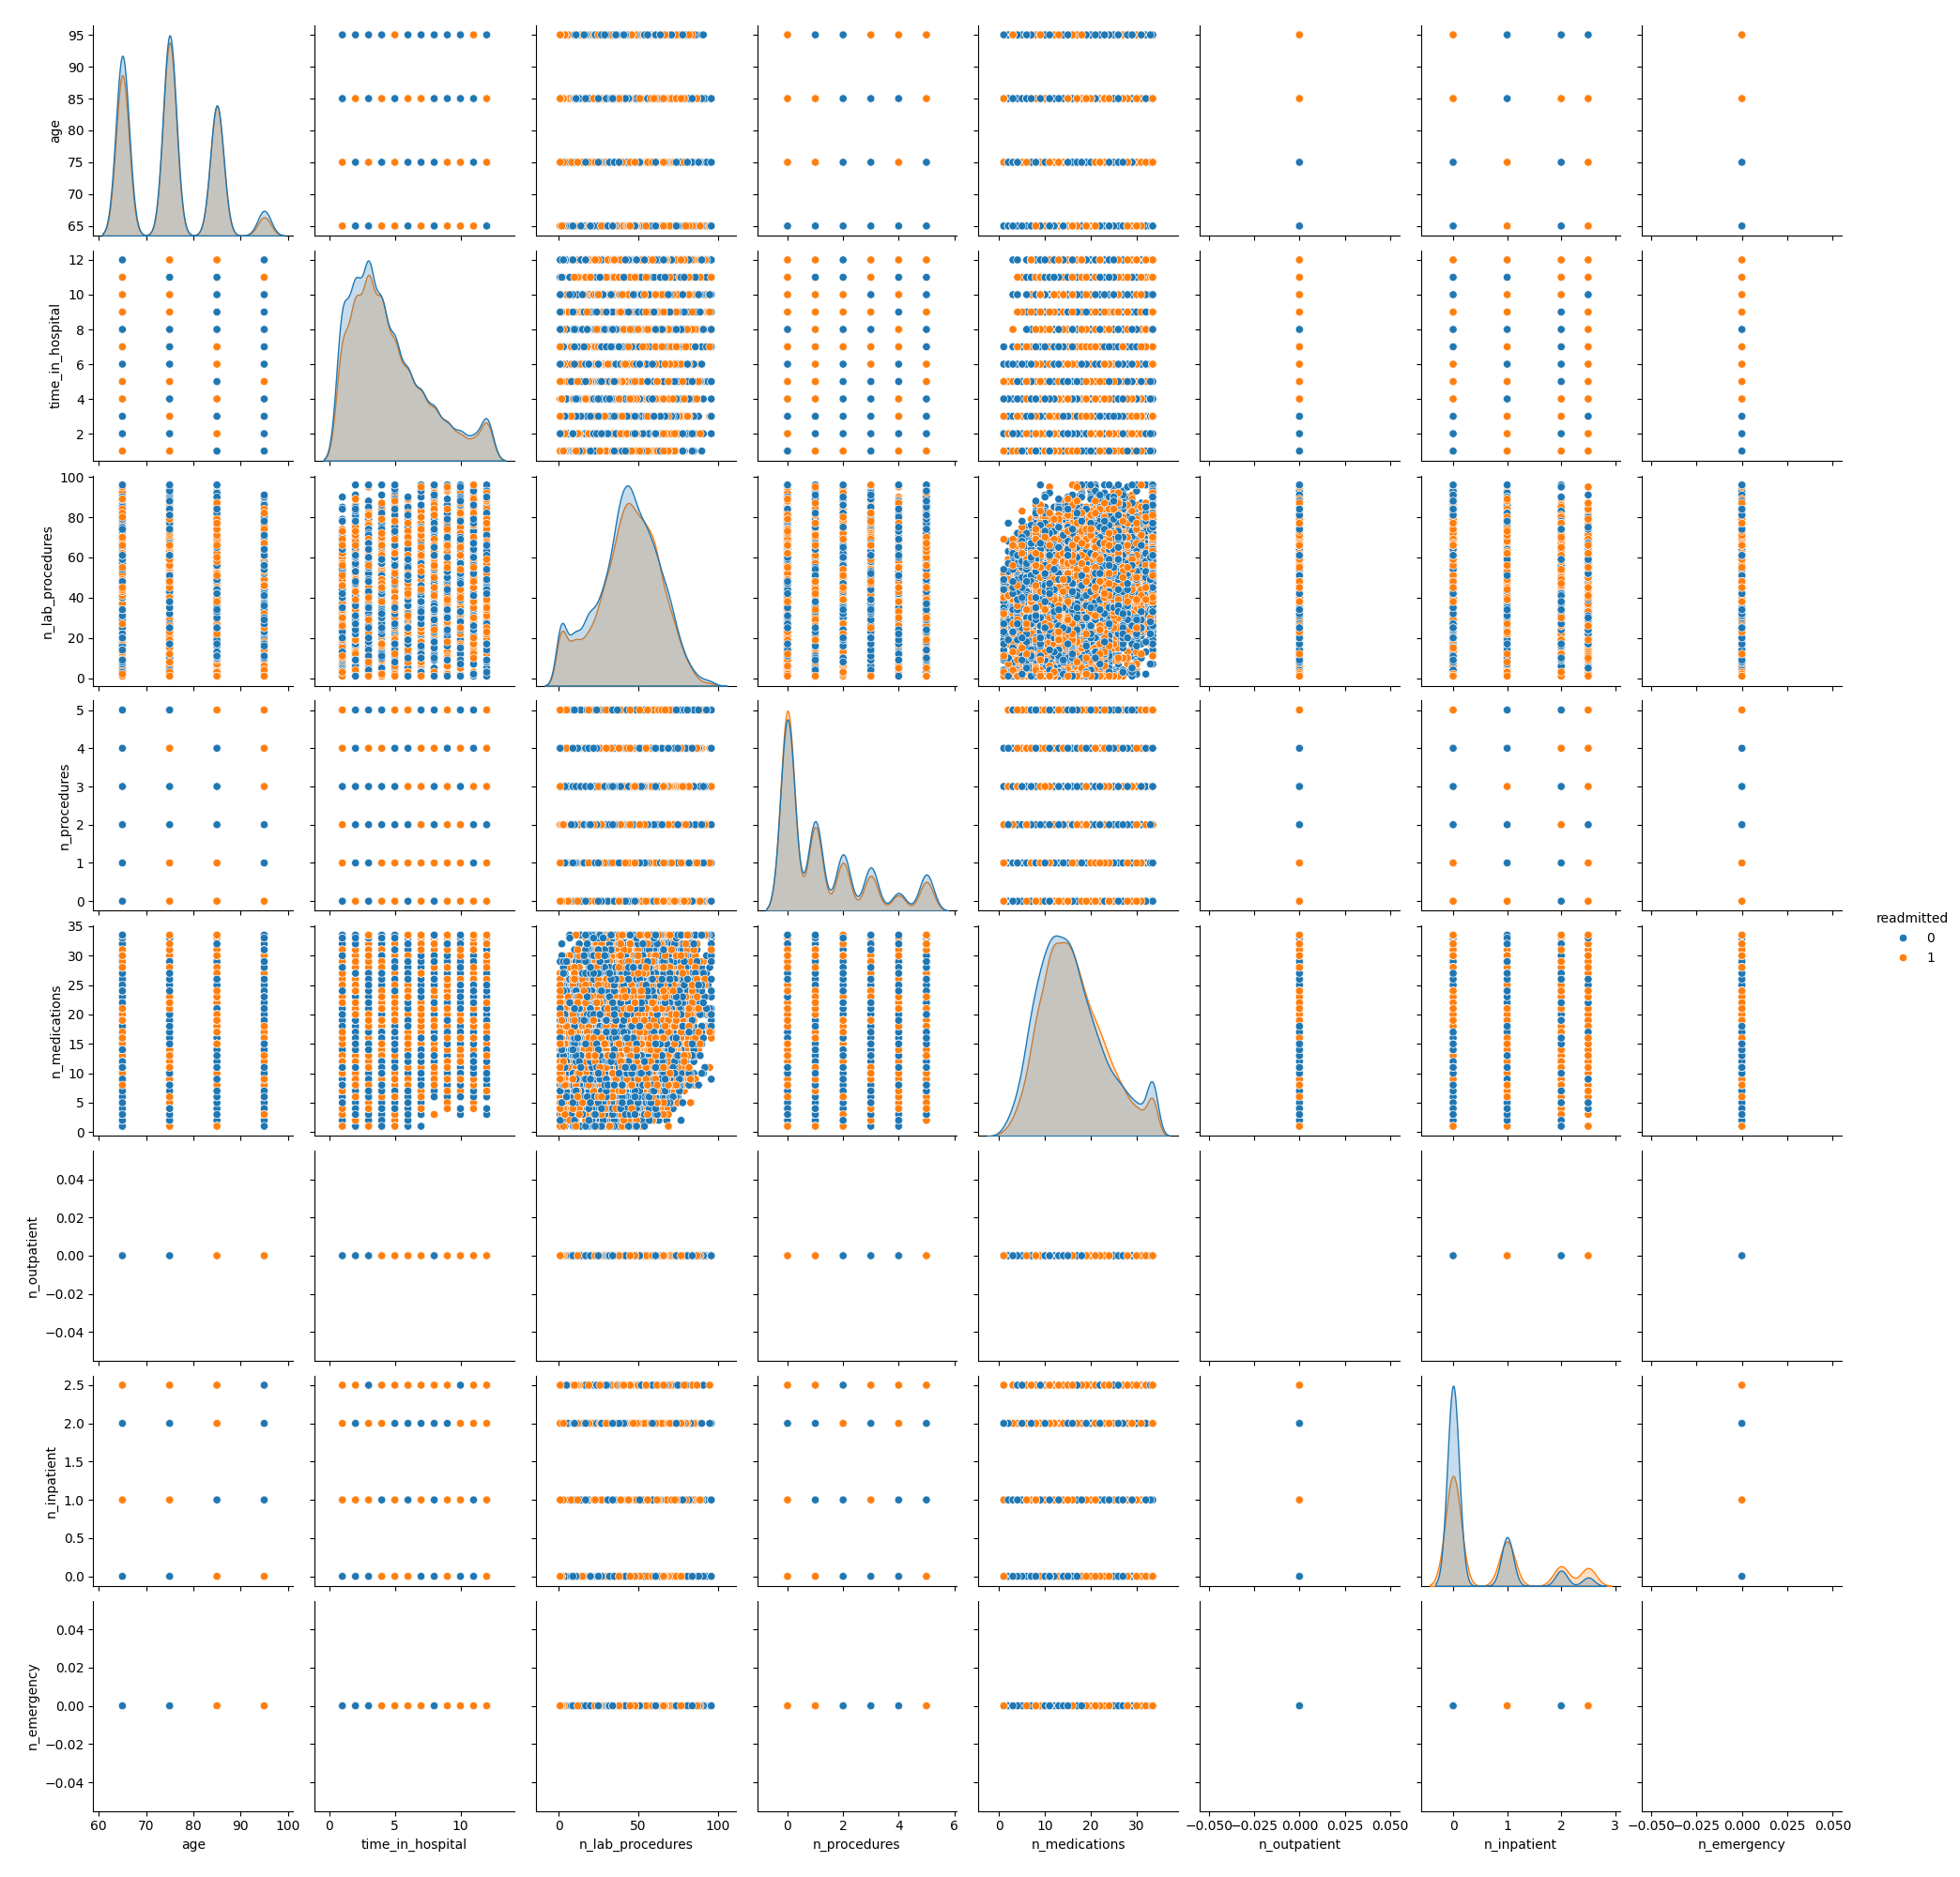 95
90
85
80
75
70
65
age
12
10
8
6
4
2
time_in_hospital
100
80
60
40
20
0
n_lab_procedures
5
4
3
2
1
0
n_procedures
35
30
25
20
15
10
5
0
n_medications
readmitted
0
1
0.04
0.02
0.00
−0.02
−0.04
n_outpatient
2.5
2.0
1.5
1.0
0.5
0.0
n_inpatient
0.04
0.02
0.00
−0.02
−0.04
n_emergency
60 70 80 90 100
0 5 10
0 50 100
0 2 4 6
0 10 20 30
−0.050 −0.025 0.000 0.025 0.050
0 1 2 3
−0.050 −0.025 0.000 0.025 0.050
age
time_in_hospital
n_lab_procedures
n_procedures
n_medications
n_outpatient
n_inpatient
n_emergency